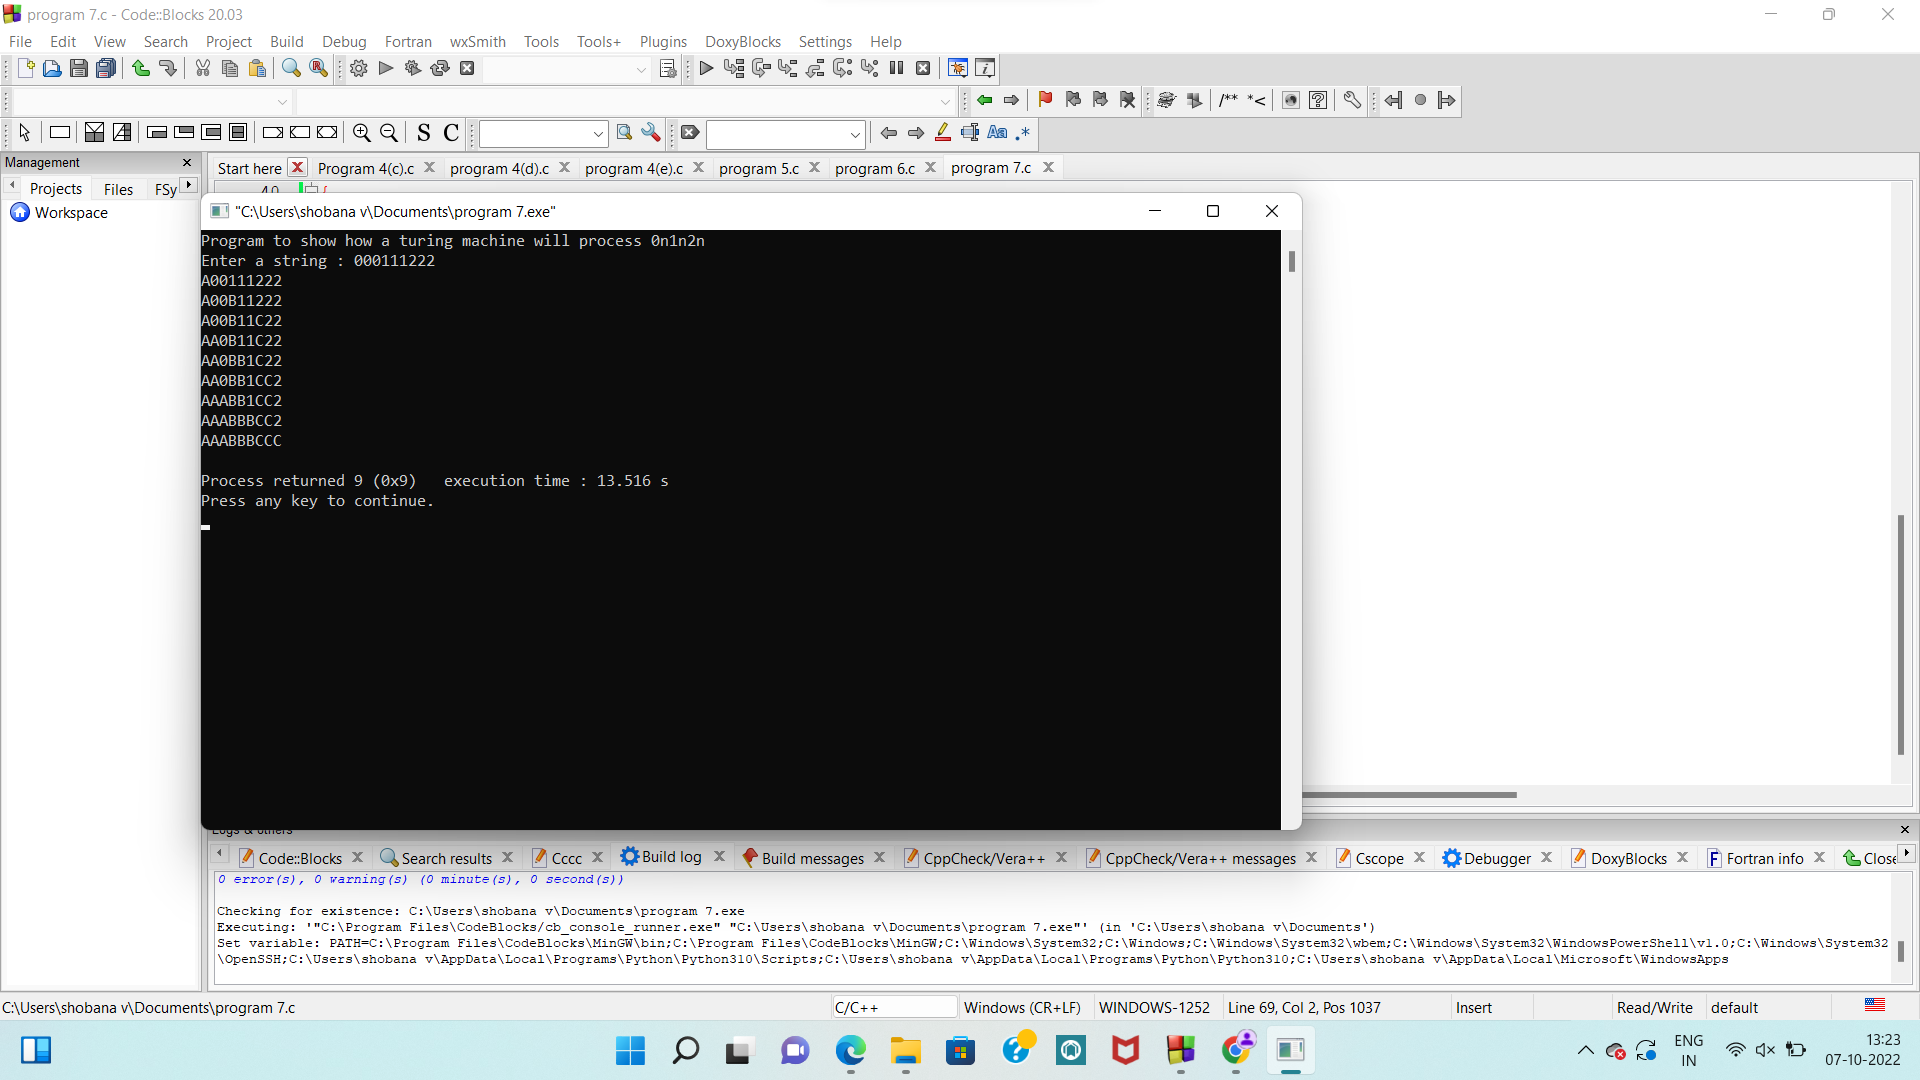 program 7.c - Code::Blocks 20.03
File Edit View Search Project Build Debug Fortran wxSmith Tools Tools+ Plugins DoxyBlocks Settings Help
/** *<
S C
Aa .*
Management
Start here Program 4(c).c program 4(d).c program 4(e).c program 5.c program 6.c program 7.c
Projects Files FSy
40 {
Workspace
"C:\Users\shobana v\Documents\program 7.exe"
Program to show how a turing machine will process 0n1n2n
Enter a string : 000111222
A00111222
A00B11222
A00B11C22
AA0B11C22
AA0BB1C22
AA0BB1CC2
AAABB1CC2
AAABBBCC2
AAABBBCCC
Process returned 9 (0x9)   execution time : 13.516 s
Press any key to continue.
Logs & others
Code::Blocks Search results Cccc Build log Build messages CppCheck/Vera++ CppCheck/Vera++ messages Cscope Debugger DoxyBlocks Fortran info Close
0 error(s), 0 warning(s) (0 minute(s), 0 second(s))
Checking for existence: C:\Users\shobana v\Documents\program 7.exe
Executing: '"C:\Program Files\CodeBlocks/cb_console_runner.exe" "C:\Users\shobana v\Documents\program 7.exe"' (in 'C:\Users\shobana v\Documents')
Set variable: PATH=C:\Program Files\CodeBlocks\MinGW\bin;C:\Program Files\CodeBlocks\MinGW;C:\Windows\System32;C:\Windows;C:\Windows\System32\wbem;C:\Windows\System32\WindowsPowerShell\v1.0;C:\Windows\System32
\OpenSSH;C:\Users\shobana v\AppData\Local\Programs\Python\Python310\Scripts;C:\Users\shobana v\AppData\Local\Programs\Python\Python310;C:\Users\shobana v\AppData\Local\Microsoft\WindowsApps
C:\Users\shobana v\Documents\program 7.c C/C++ Windows (CR+LF) WINDOWS-1252 Line 69, Col 2, Pos 1037 Insert Read/Write default
ENG
IN
13:23
07-10-2022